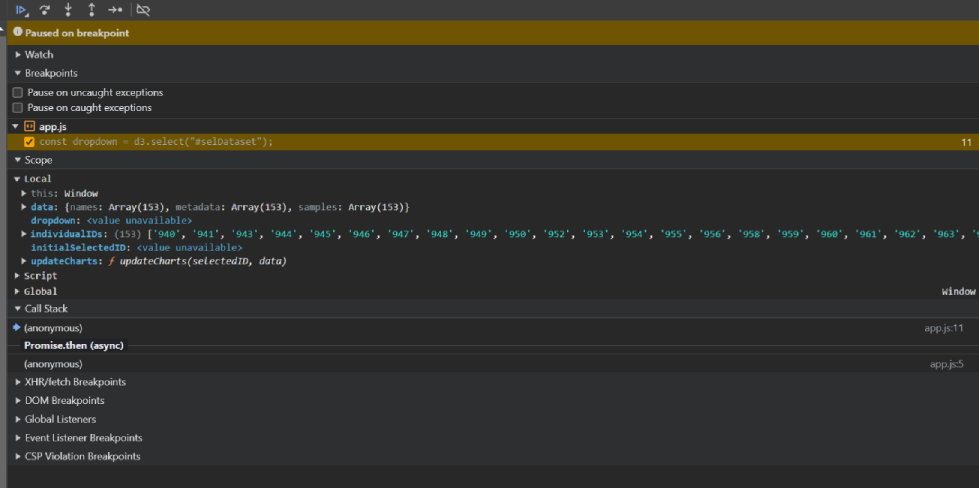 Paused on breakpoint
Watch
Breakpoints
Pause on uncaught exceptions
Pause on caught exceptions
app.js
const dropdown = d3.select("#selDataset"); 11
Scope
Local
this: Window
data: {names: Array(153), metadata: Array(153), samples: Array(153)}
dropdown: <value unavailable>
individualIDs: (153) ['940', '941', '943', '944', '945', '946', '947', '948', '949', '950', '952', '953', '954', '955', '956', '958', '959', '960', '961', '962', '963', '
initialSelectedID: <value unavailable>
updateCharts: ƒ updateCharts(selectedID, data)
Script
Global Window
Call Stack
(anonymous) app.js:11
Promise.then (async)
(anonymous) app.js:5
XHR/fetch Breakpoints
DOM Breakpoints
Global Listeners
Event Listener Breakpoints
CSP Violation Breakpoints